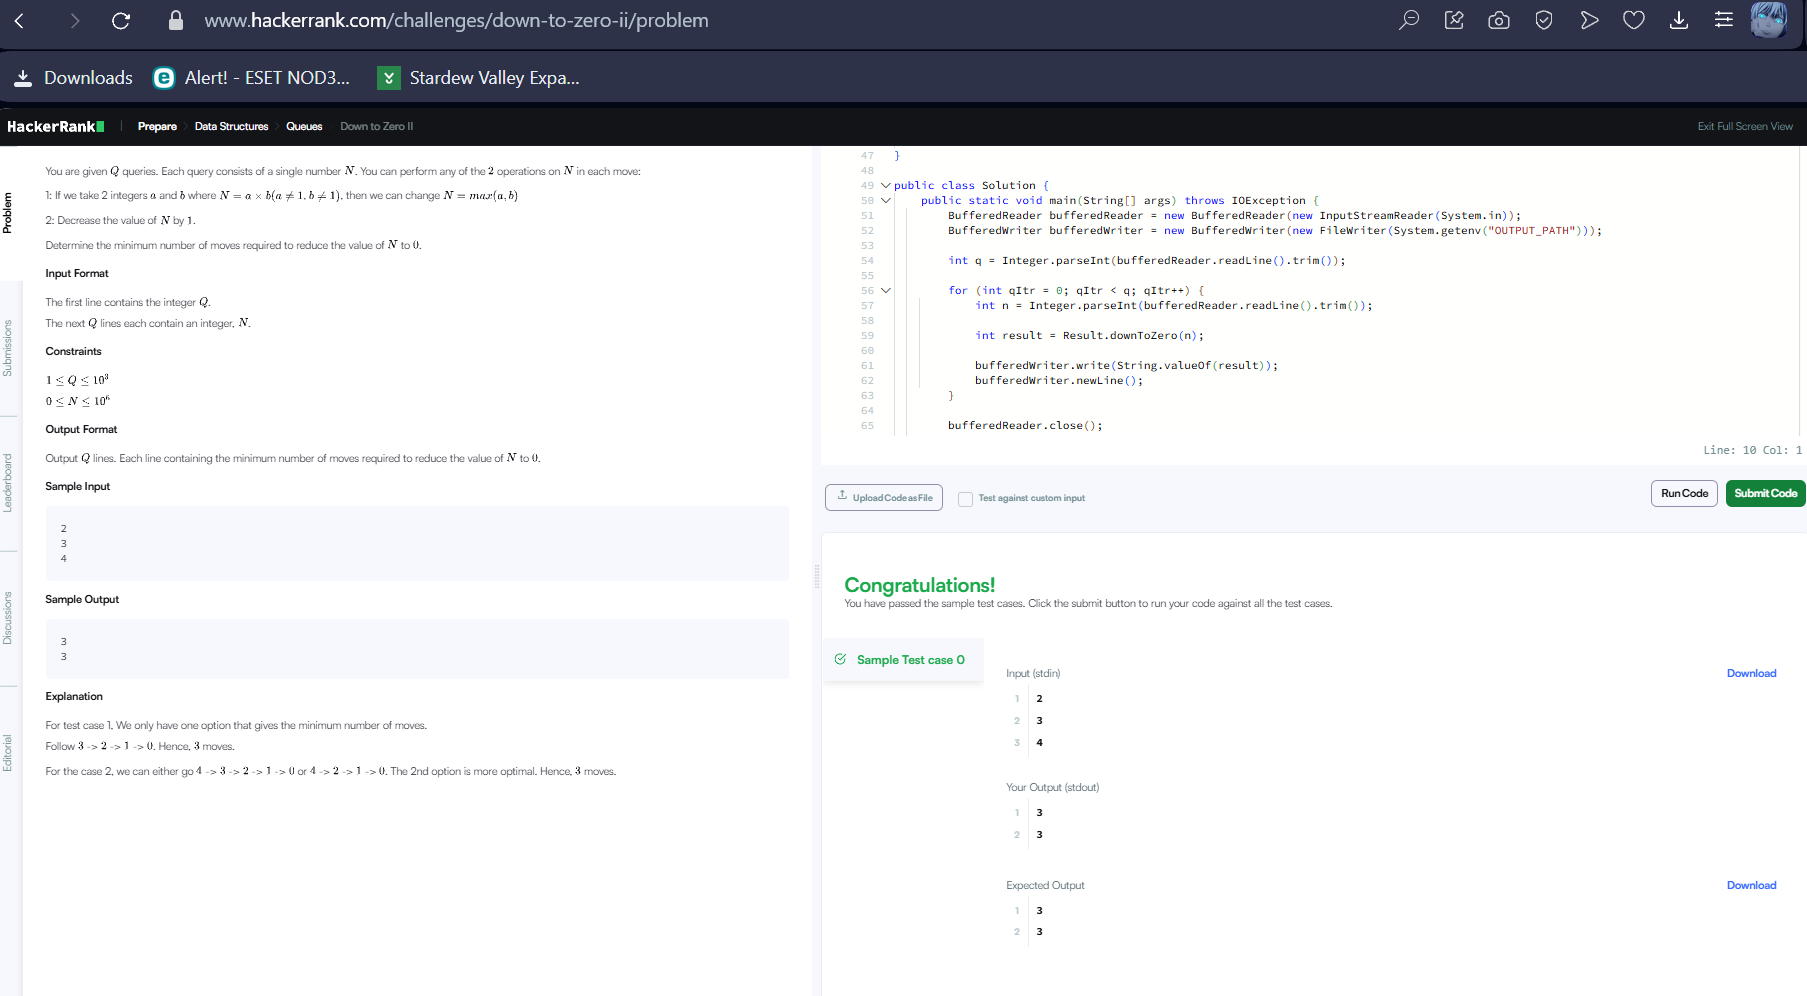 www.hackerrank.com/challenges/down-to-zero-ii/problem
Downloads
Alert! - ESET NOD3...
Stardew Valley Expa...
HackerRank
Prepare
Data Structures
Queues
Down to Zero II
Exit Full Screen View
Problem
Submissions
Leaderboard
Discussions
Editorial
You are given Q queries. Each query consists of a single number N. You can perform any of the 2 operations on N in each move:
1: If we take 2 integers a and b where N = a × b(a ≠ 1, b ≠ 1), then we can change N = max(a, b)
2: Decrease the value of N by 1.
Determine the minimum number of moves required to reduce the value of N to 0.
Input Format
The first line contains the integer Q.
The next Q lines each contain an integer, N.
Constraints
1 ≤ Q ≤ 10³
0 ≤ N ≤ 10⁶
Output Format
Output Q lines. Each line containing the minimum number of moves required to reduce the value of N to 0.
Sample Input
2
3
4
Sample Output
3
3
Explanation
For test case 1, We only have one option that gives the minimum number of moves.
Follow 3 -> 2 -> 1 -> 0. Hence, 3 moves.
For the case 2, we can either go 4 -> 3 -> 2 -> 1 -> 0 or 4 -> 2 -> 1 -> 0. The 2nd option is more optimal. Hence, 3 moves.
47 }
48
49 public class Solution {
50 public static void main(String[] args) throws IOException {
51 BufferedReader bufferedReader = new BufferedReader(new InputStreamReader(System.in));
52 BufferedWriter bufferedWriter = new BufferedWriter(new FileWriter(System.getenv("OUTPUT_PATH")));
53
54 int q = Integer.parseInt(bufferedReader.readLine().trim());
55
56 for (int qItr = 0; qItr < q; qItr++) {
57 int n = Integer.parseInt(bufferedReader.readLine().trim());
58
59 int result = Result.downToZero(n);
60
61 bufferedWriter.write(String.valueOf(result));
62 bufferedWriter.newLine();
63 }
64
65 bufferedReader.close();
Line: 10 Col: 1
Upload Code as File
Test against custom input
Run Code
Submit Code
Congratulations!
You have passed the sample test cases. Click the submit button to run your code against all the test cases.
Sample Test case 0
Input (stdin)
Download
1 2
2 3
3 4
Your Output (stdout)
1 3
2 3
Expected Output
Download
1 3
2 3